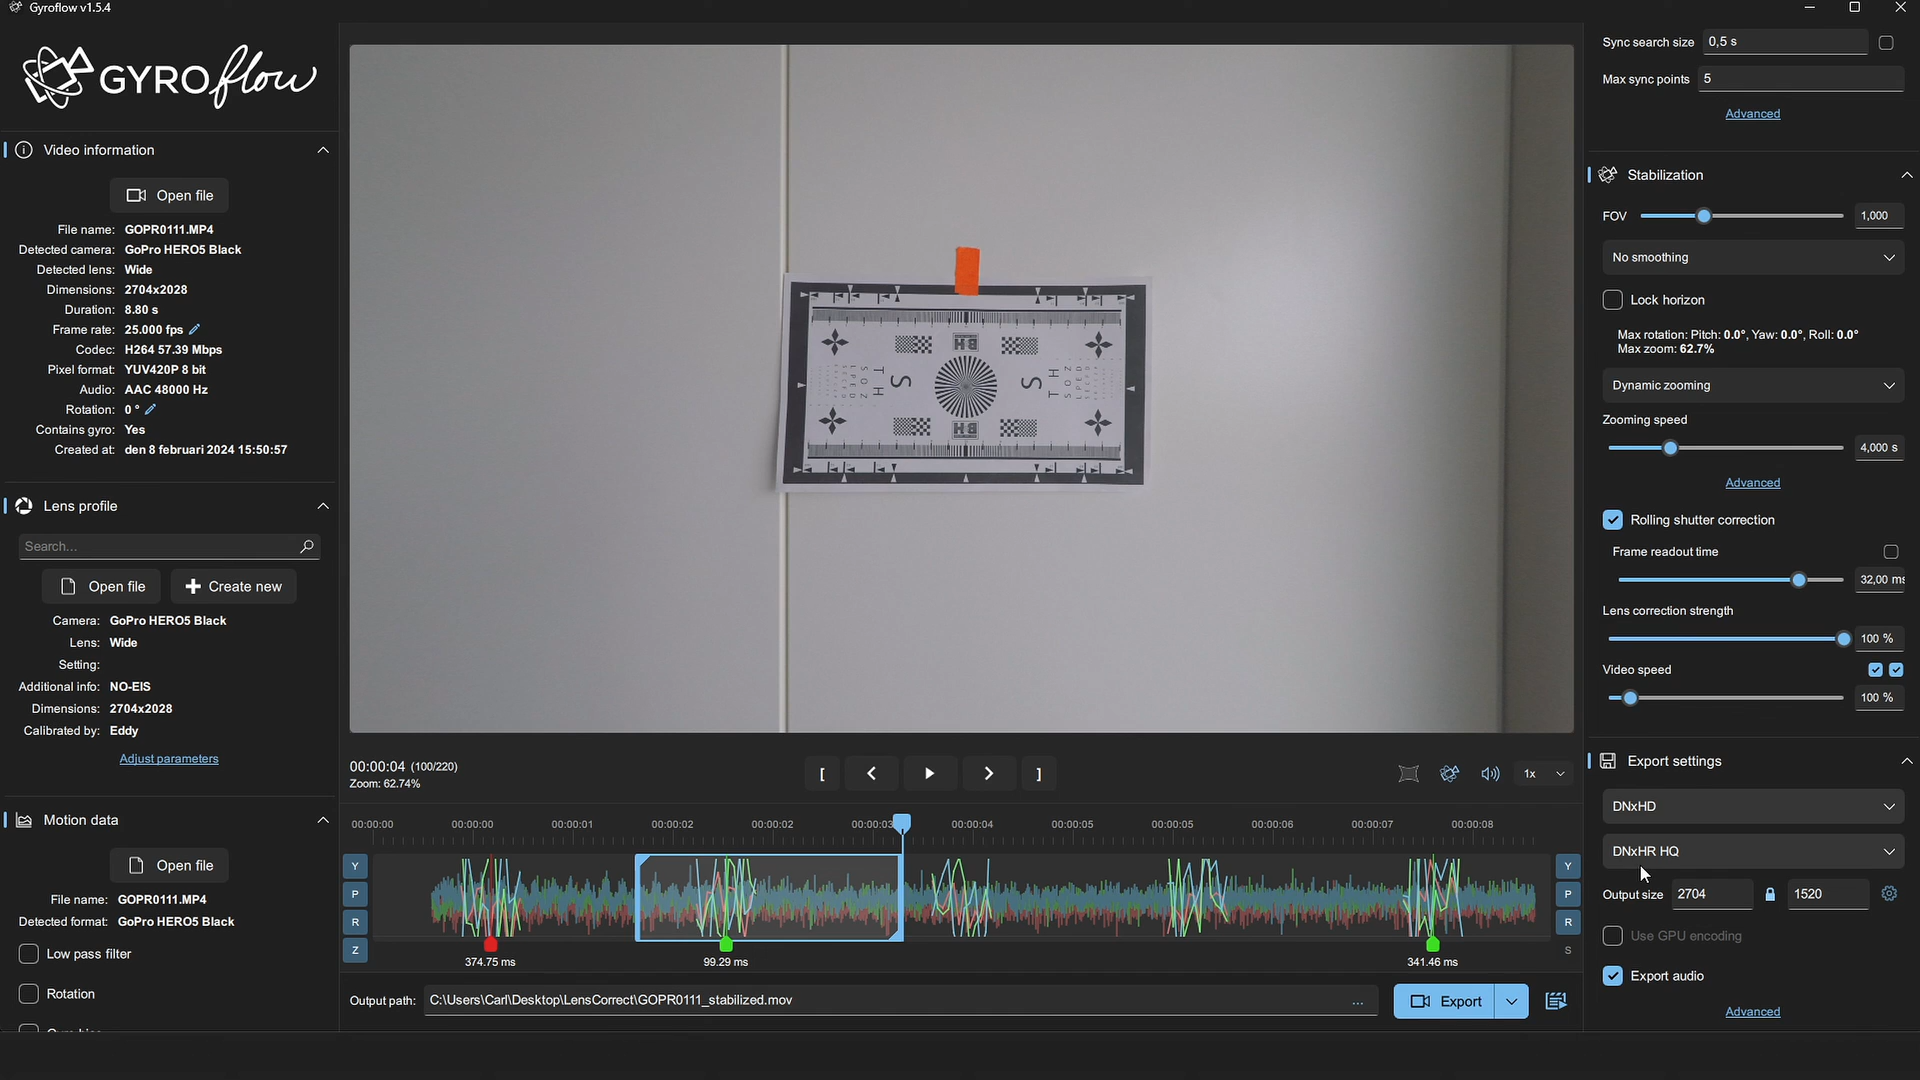 Gyroflow v1.5.4
GYROflow
Video information
Open file
File name: GOPR0111.MP4
Detected camera: GoPro HERO5 Black
Detected lens: Wide
Dimensions: 2704x2028
Duration: 8.80 s
Frame rate: 25.000 fps
Codec: H264 57.39 Mbps
Pixel format: YUV420P 8 bit
Audio: AAC 48000 Hz
Rotation: 0 °
Contains gyro: Yes
Created at: den 8 februari 2024 15:50:57
Lens profile
Search...
Open file
Create new
Camera: GoPro HERO5 Black
Lens: Wide
Setting:
Additional info: NO-EIS
Dimensions: 2704x2028
Calibrated by: Eddy
Adjust parameters
Motion data
Open file
File name: GOPR0111.MP4
Detected format: GoPro HERO5 Black
Low pass filter
Rotation
BH
S
S
BH
00:00:04 (100/220)
Zoom: 62.74%
[
]
1x
00:00:00 00:00:00 00:00:01 00:00:02 00:00:02 00:00:03 00:00:04 00:00:05 00:00:05 00:00:06 00:00:07 00:00:08
Y
P
R
Z
Y
P
R
S
374.75 ms
99.29 ms
341.46 ms
Output path: C:\Users\Carl\Desktop\LensCorrect\GOPR0111_stabilized.mov ...
Export
Sync search size 0,5 s
Max sync points 5
Advanced
Stabilization
FOV 1,000
No smoothing
Lock horizon
Max rotation: Pitch: 0.0°, Yaw: 0.0°, Roll: 0.0°
Max zoom: 62.7%
Dynamic zooming
Zooming speed
4,000 s
Advanced
Rolling shutter correction
Frame readout time
32,00 ms
Lens correction strength
100 %
Video speed
100 %
Export settings
DNxHD
DNxHR HQ
Output size 2704 1520
Use GPU encoding
Export audio
Advanced